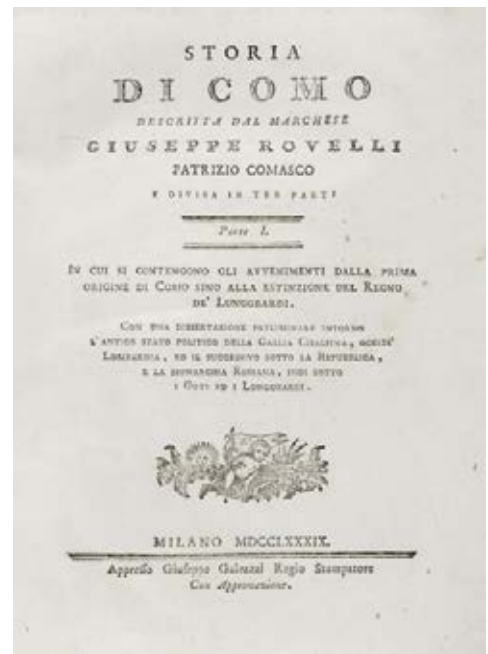 STORIA
DI COMO
DESCRITTA DAL MARCHESE
GIUSEPPE ROVELLI
PATRIZIO COMASCO
E DIVISA IN TRE PARTI
Parte I.
IN CUI SI CONTENGONO GLI AVVENIMENTI DALLA PRIMA
ORIGINE DI COMO SINO ALLA ESTINZIONE DEL REGNO
DE' LONGOBARDI.
CON UNA DISSERTAZIONE PRELIMINARE INTORNO
L'ANTICO STATO POLITICO DELLA GALLIA CISALPINA, OGGIDÌ
LOMBARDIA, ED IL SUCCESSIVO SOTTO LA REPUBBLICA,
E LA MONARCHIA ROMANA, INDI SOTTO
I GOTI ED I LONGOBARDI.
MILANO MDCCLXXXIX.
Appresso Giuseppe Galeazzi Regio Stampatore
Con Approvazione.